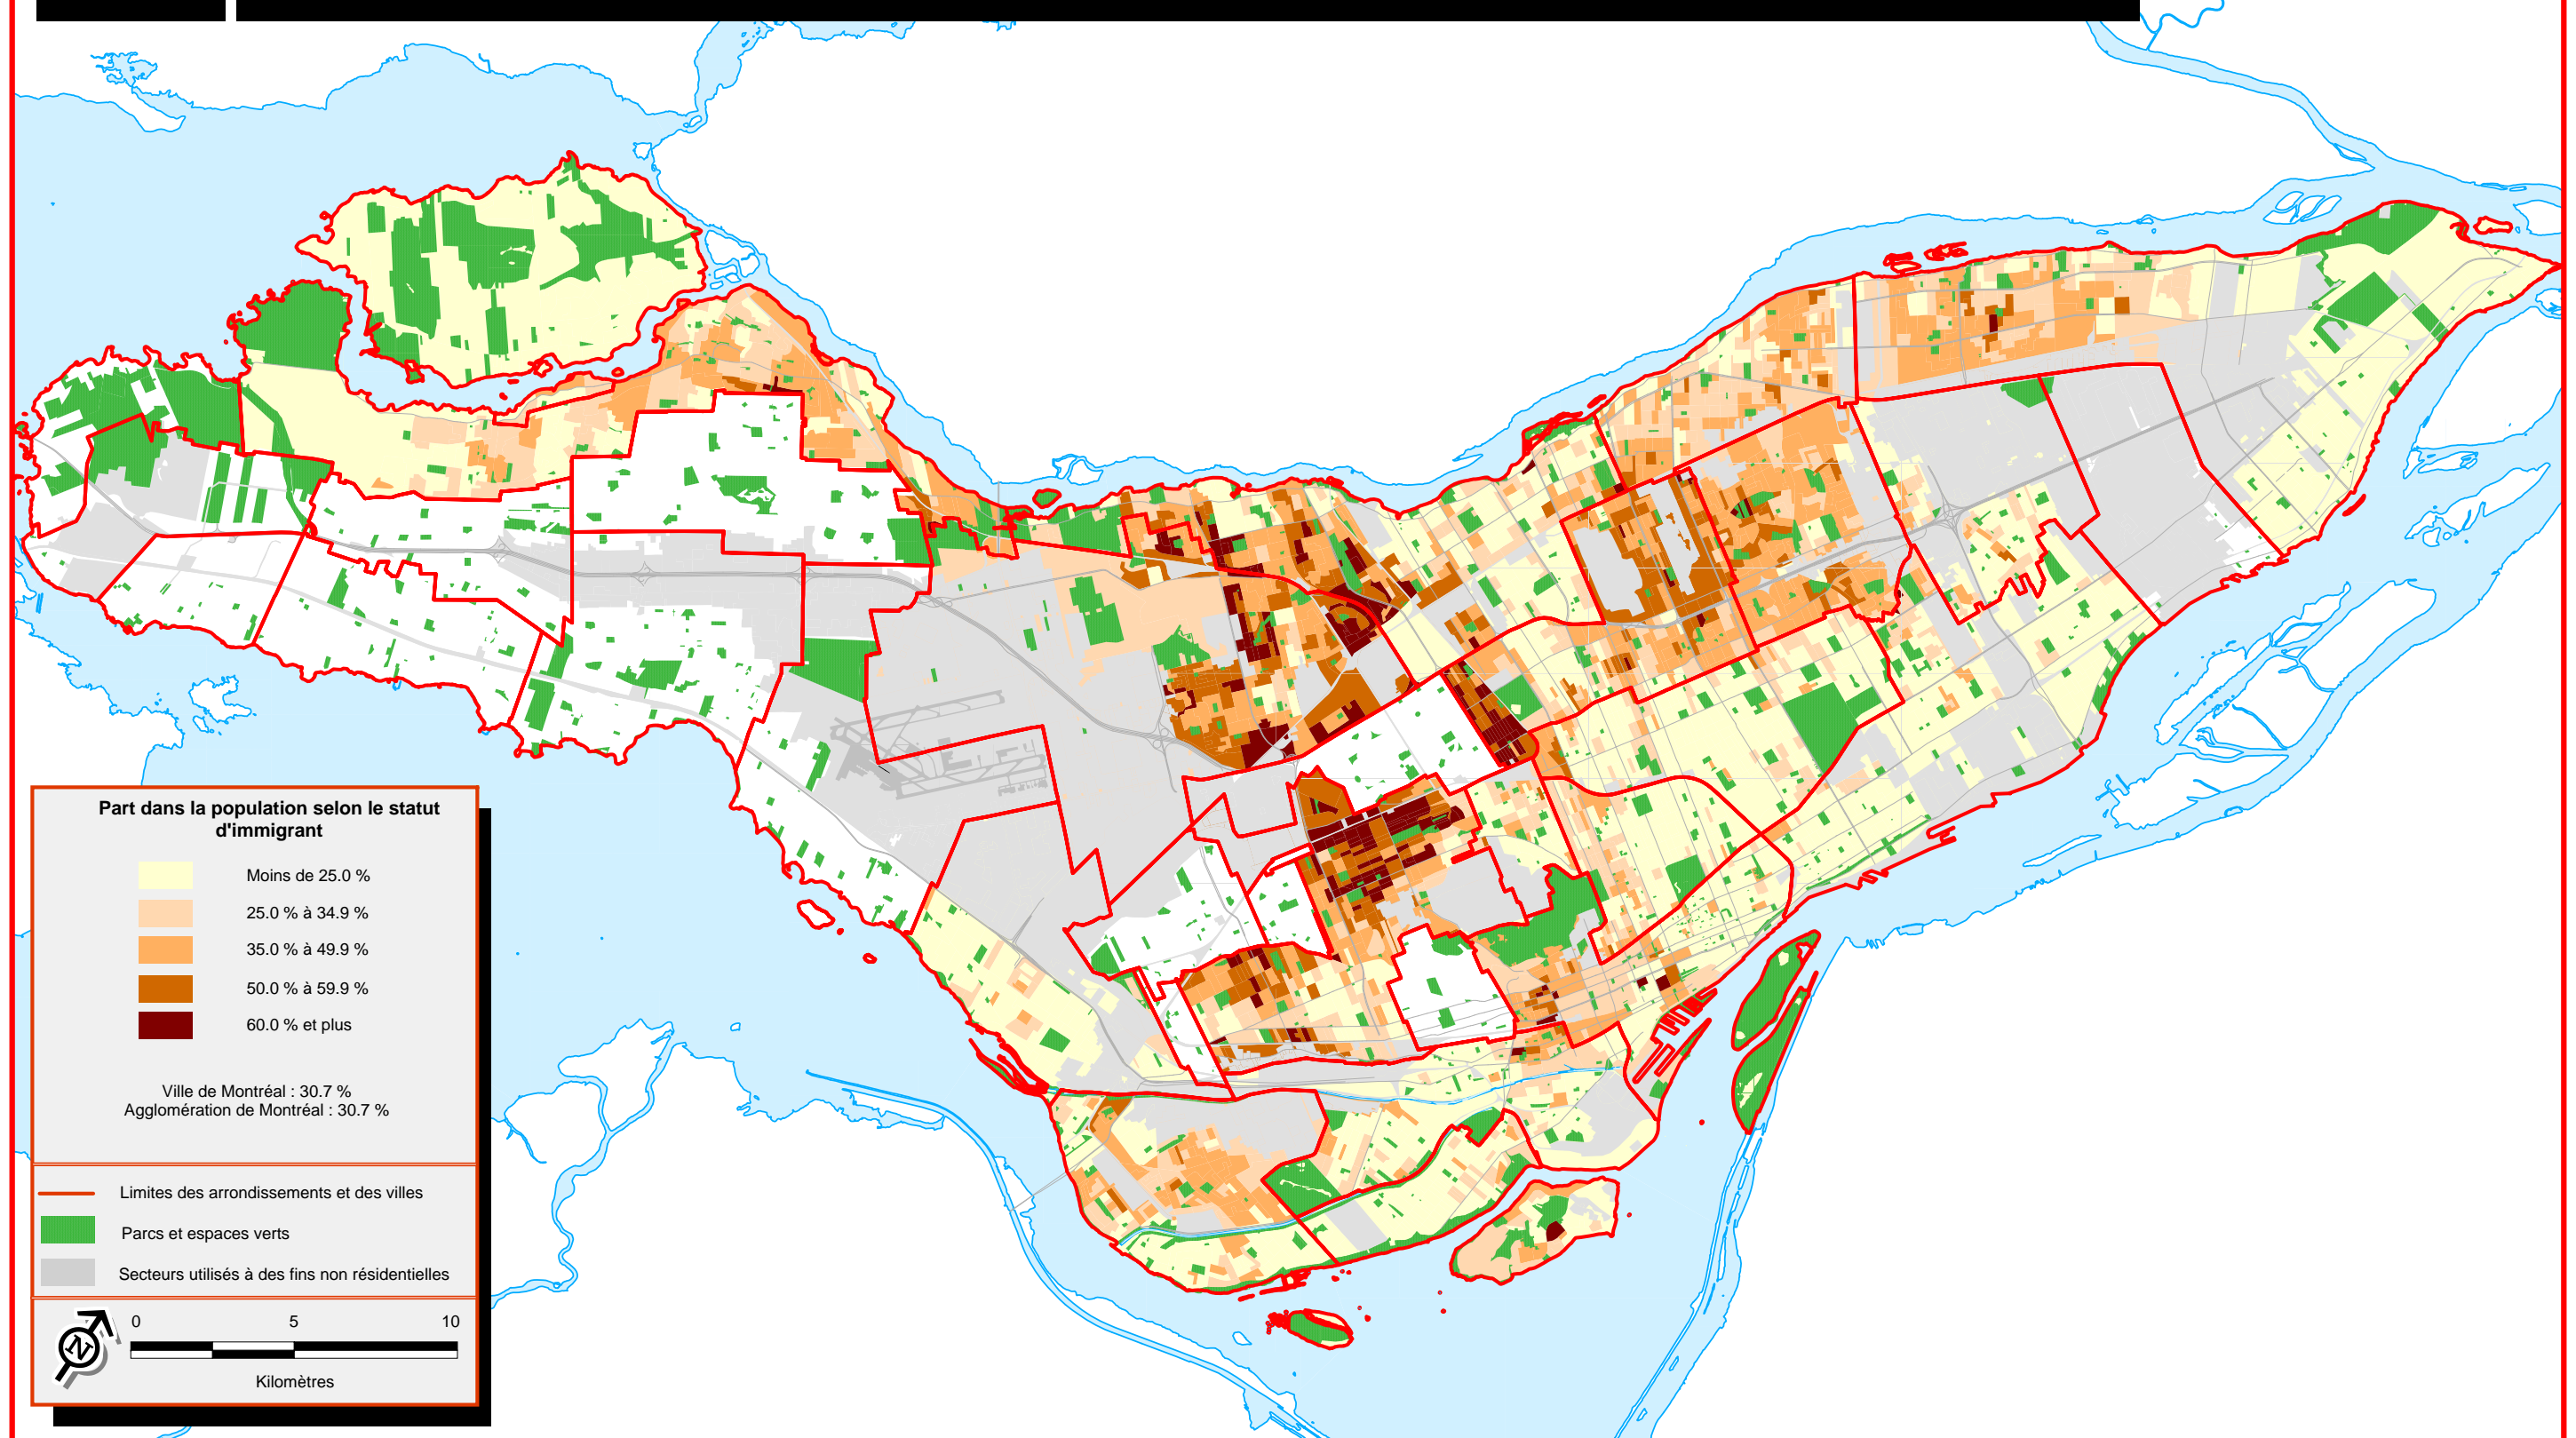 Part dans la population selon le statut
d'immigrant
Moins de 25.0 %
25.0 % à 34.9 %
35.0 % à 49.9 %
50.0 % à 59.9 %
60.0 % et plus
Ville de Montréal : 30.7 %
Agglomération de Montréal : 30.7 %
Limites des arrondissements et des villes
Parcs et espaces verts
Secteurs utilisés à des fins non résidentielles
N
0 5 10
Kilomètres